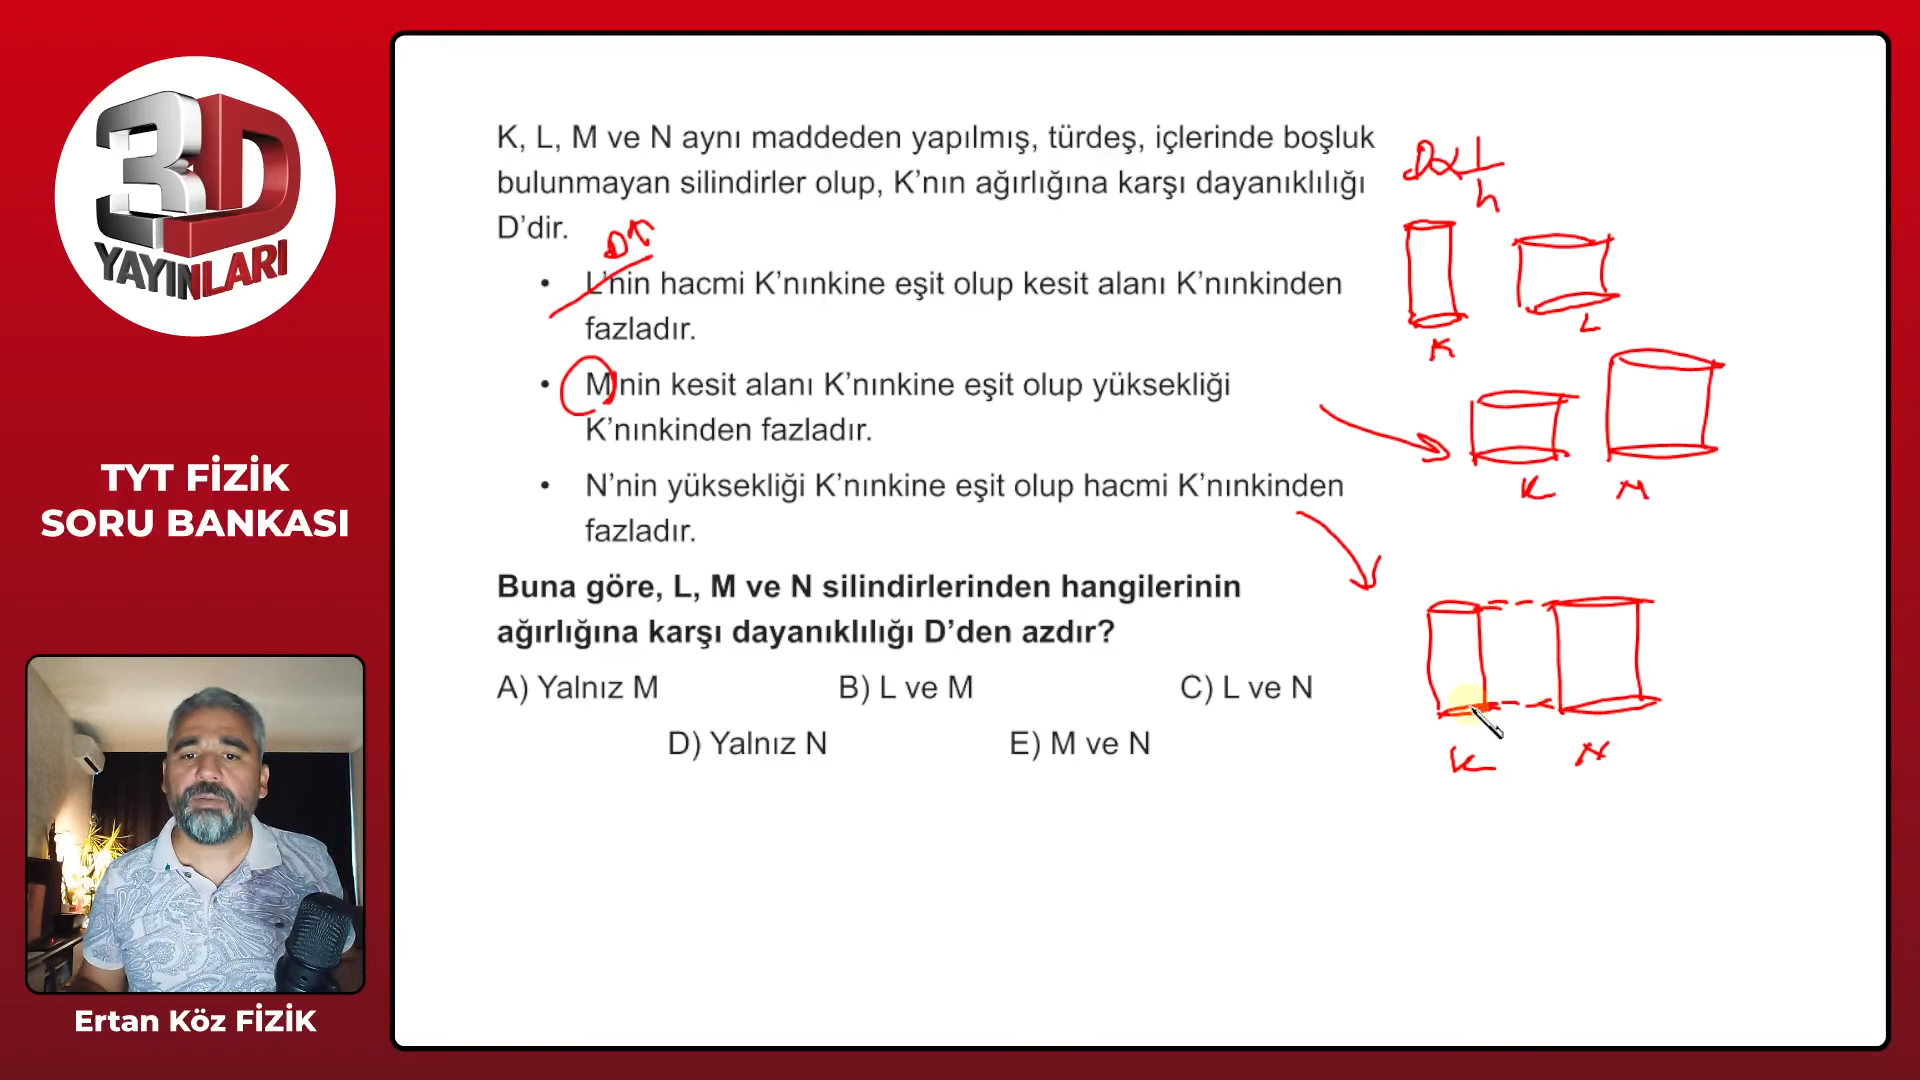 3D
YAYINLARI
TYT FİZİK
SORU BANKASI
Ertan Köz FİZİK
K, L, M ve N aynı maddeden yapılmış, türdeş, içlerinde boşluk
bulunmayan silindirler olup, K’nın ağırlığına karşı dayanıklılığı
D’dir.
D↑
• L’nin hacmi K’nınkine eşit olup kesit alanı K’nınkinden
fazladır.
• M’nin kesit alanı K’nınkine eşit olup yüksekliği
K’nınkinden fazladır.
• N’nin yüksekliği K’nınkine eşit olup hacmi K’nınkinden
fazladır.
Buna göre, L, M ve N silindirlerinden hangilerinin
ağırlığına karşı dayanıklılığı D’den azdır?
A) Yalnız M B) L ve M C) L ve N
D) Yalnız N E) M ve N
D∝1/h
K L
K M
K N